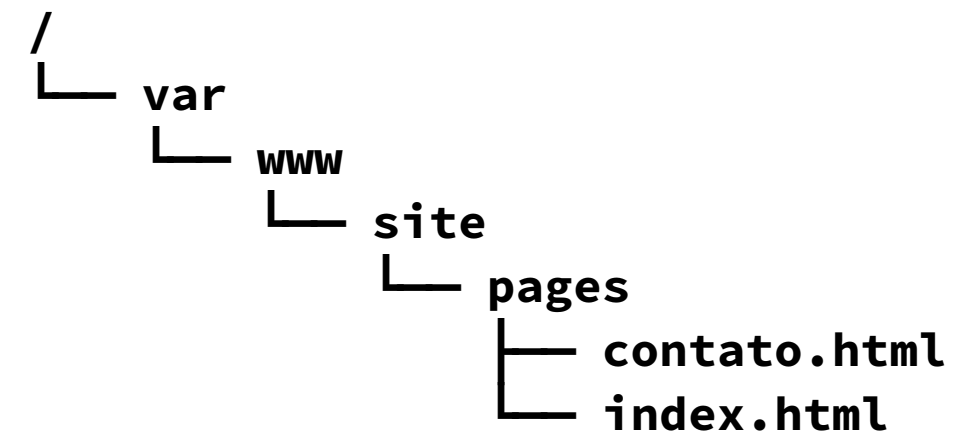 /
└── var
└── www
└── site
└── pages
├── contato.html
└── index.html